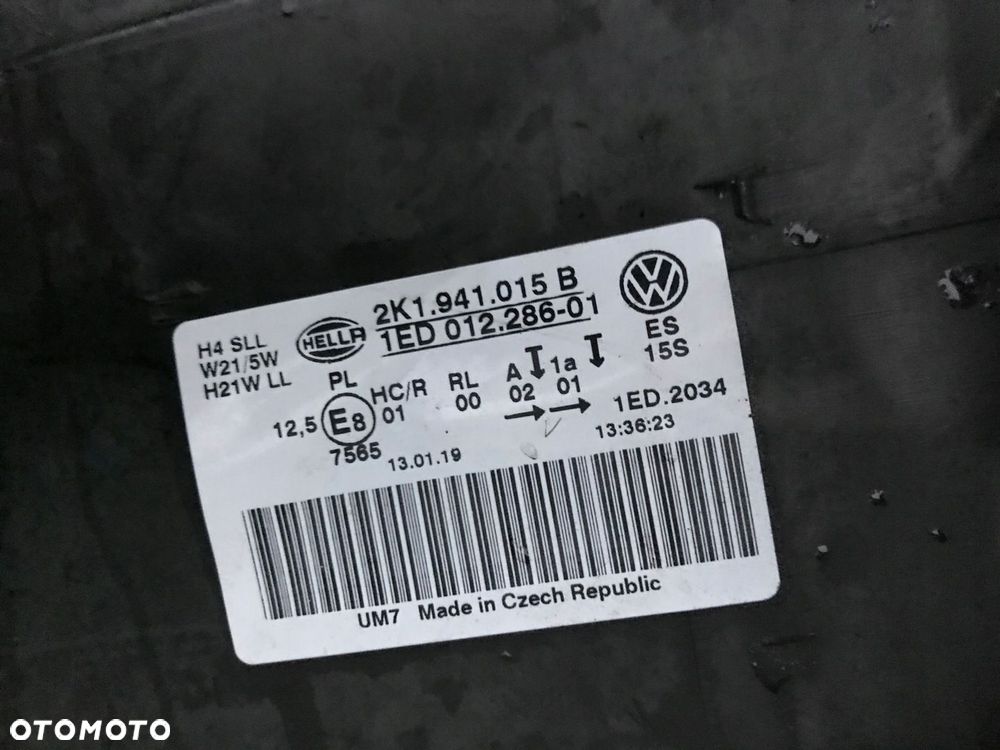 H4 SLL
W21/5W
H21W LL
HELLA
2K1.941.015 B
1ED 012.286-01
VW
ES
15S
PL
HC/R RL A 1a
12,5 E8 01 00 02 01
7565
13.01.19
1ED.2034
13:36:23
UM7 Made in Czech Republic
OTOMOTO